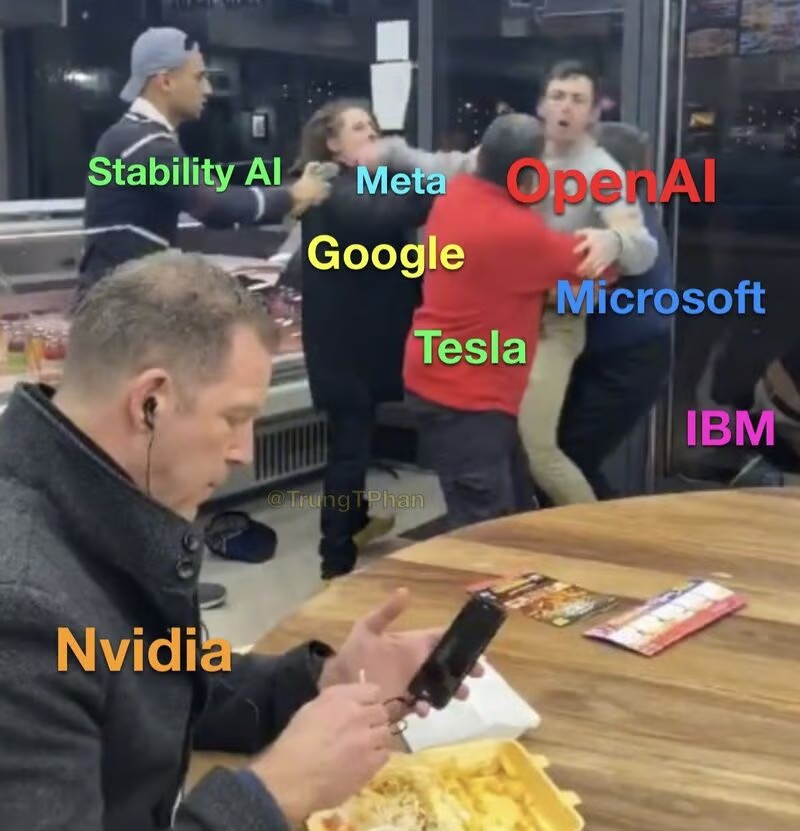 Stability AI
Meta
OpenAI
Google
Microsoft
Tesla
IBM
@TrungTPhan
Nvidia